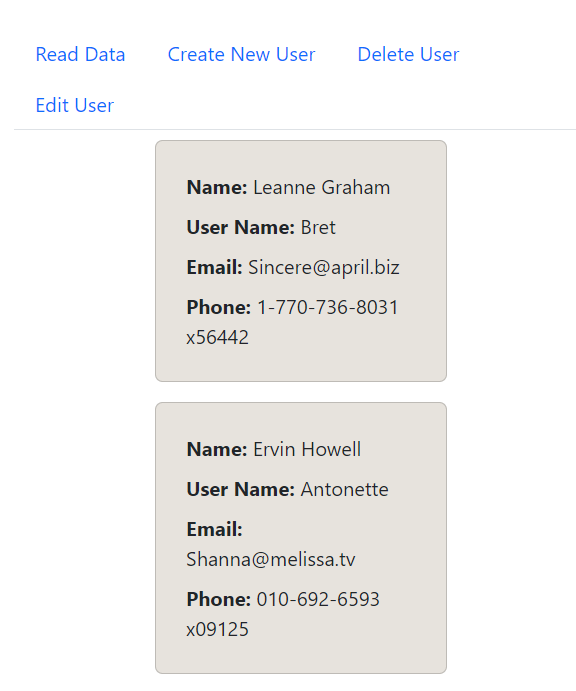 Read Data Create New User Delete User
Edit User
Name: Leanne Graham
User Name: Bret
Email: Sincere@april.biz
Phone: 1-770-736-8031
x56442
Name: Ervin Howell
User Name: Antonette
Email:
Shanna@melissa.tv
Phone: 010-692-6593
x09125